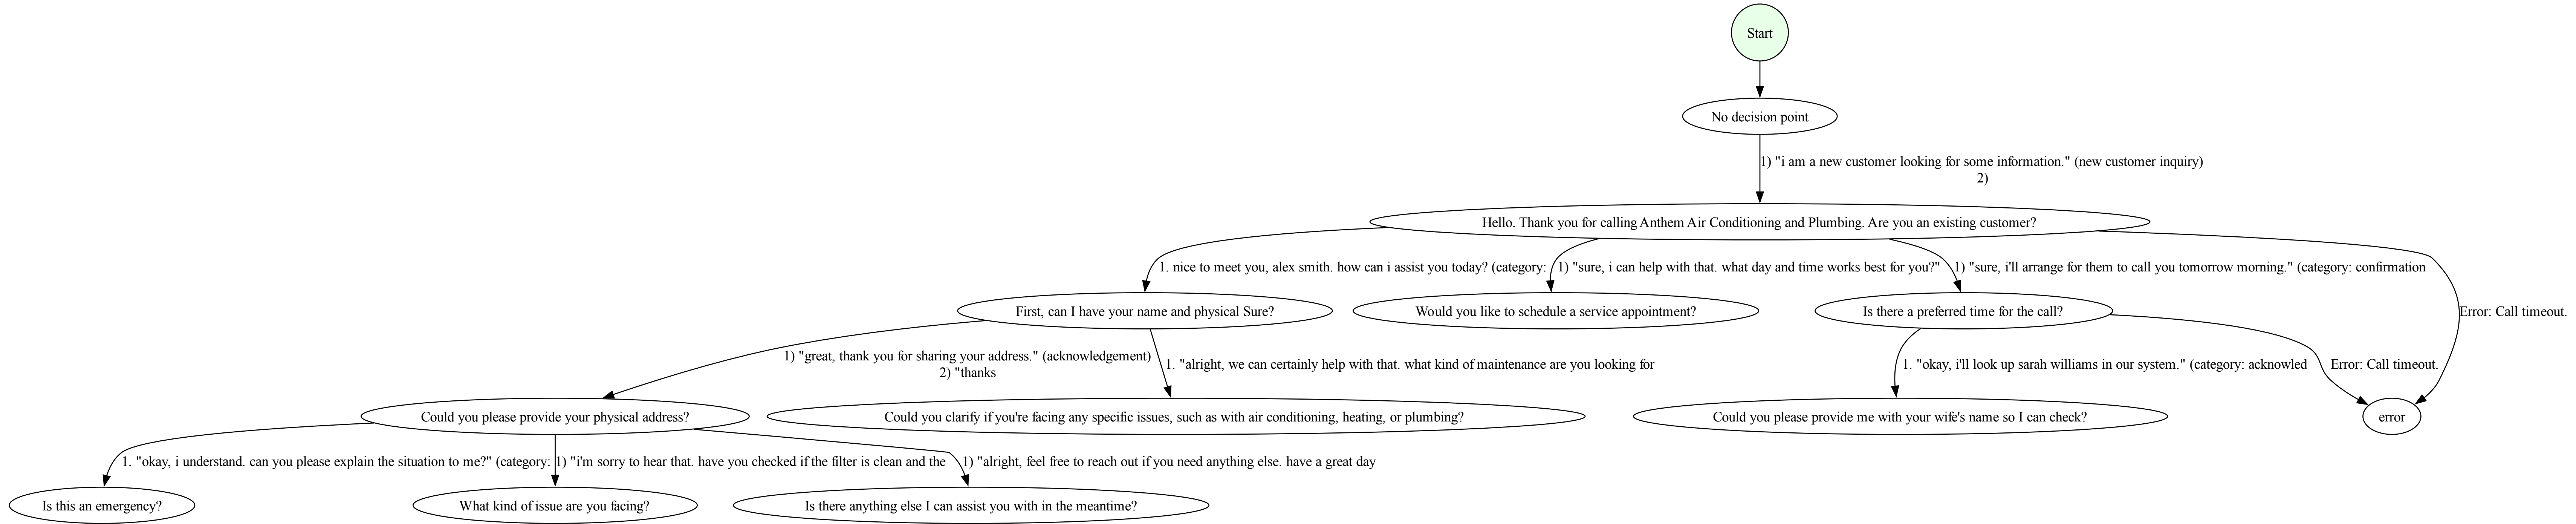 Start
No decision point
1) "i am a new customer looking for some information." (new customer inquiry)
2)
Hello. Thank you for calling Anthem Air Conditioning and Plumbing. Are you an existing customer?
1. nice to meet you, alex smith. how can i assist you today? (category:
1) "sure, i can help with that. what day and time works best for you?"
1) "sure, i'll arrange for them to call you tomorrow morning." (category: confirmation
First, can I have your name and physical Sure?
Would you like to schedule a service appointment?
Is there a preferred time for the call?
Error: Call timeout.
1) "great, thank you for sharing your address." (acknowledgement)
2) "thanks
1. "alright, we can certainly help with that. what kind of maintenance are you looking for
1. "okay, i'll look up sarah williams in our system." (category: acknowled
Error: Call timeout.
Could you please provide your physical address?
Could you clarify if you're facing any specific issues, such as with air conditioning, heating, or plumbing?
Could you please provide me with your wife's name so I can check?
error
1. "okay, i understand. can you please explain the situation to me?" (category:
1) "i'm sorry to hear that. have you checked if the filter is clean and the
1) "alright, feel free to reach out if you need anything else. have a great day
Is this an emergency?
What kind of issue are you facing?
Is there anything else I can assist you with in the meantime?